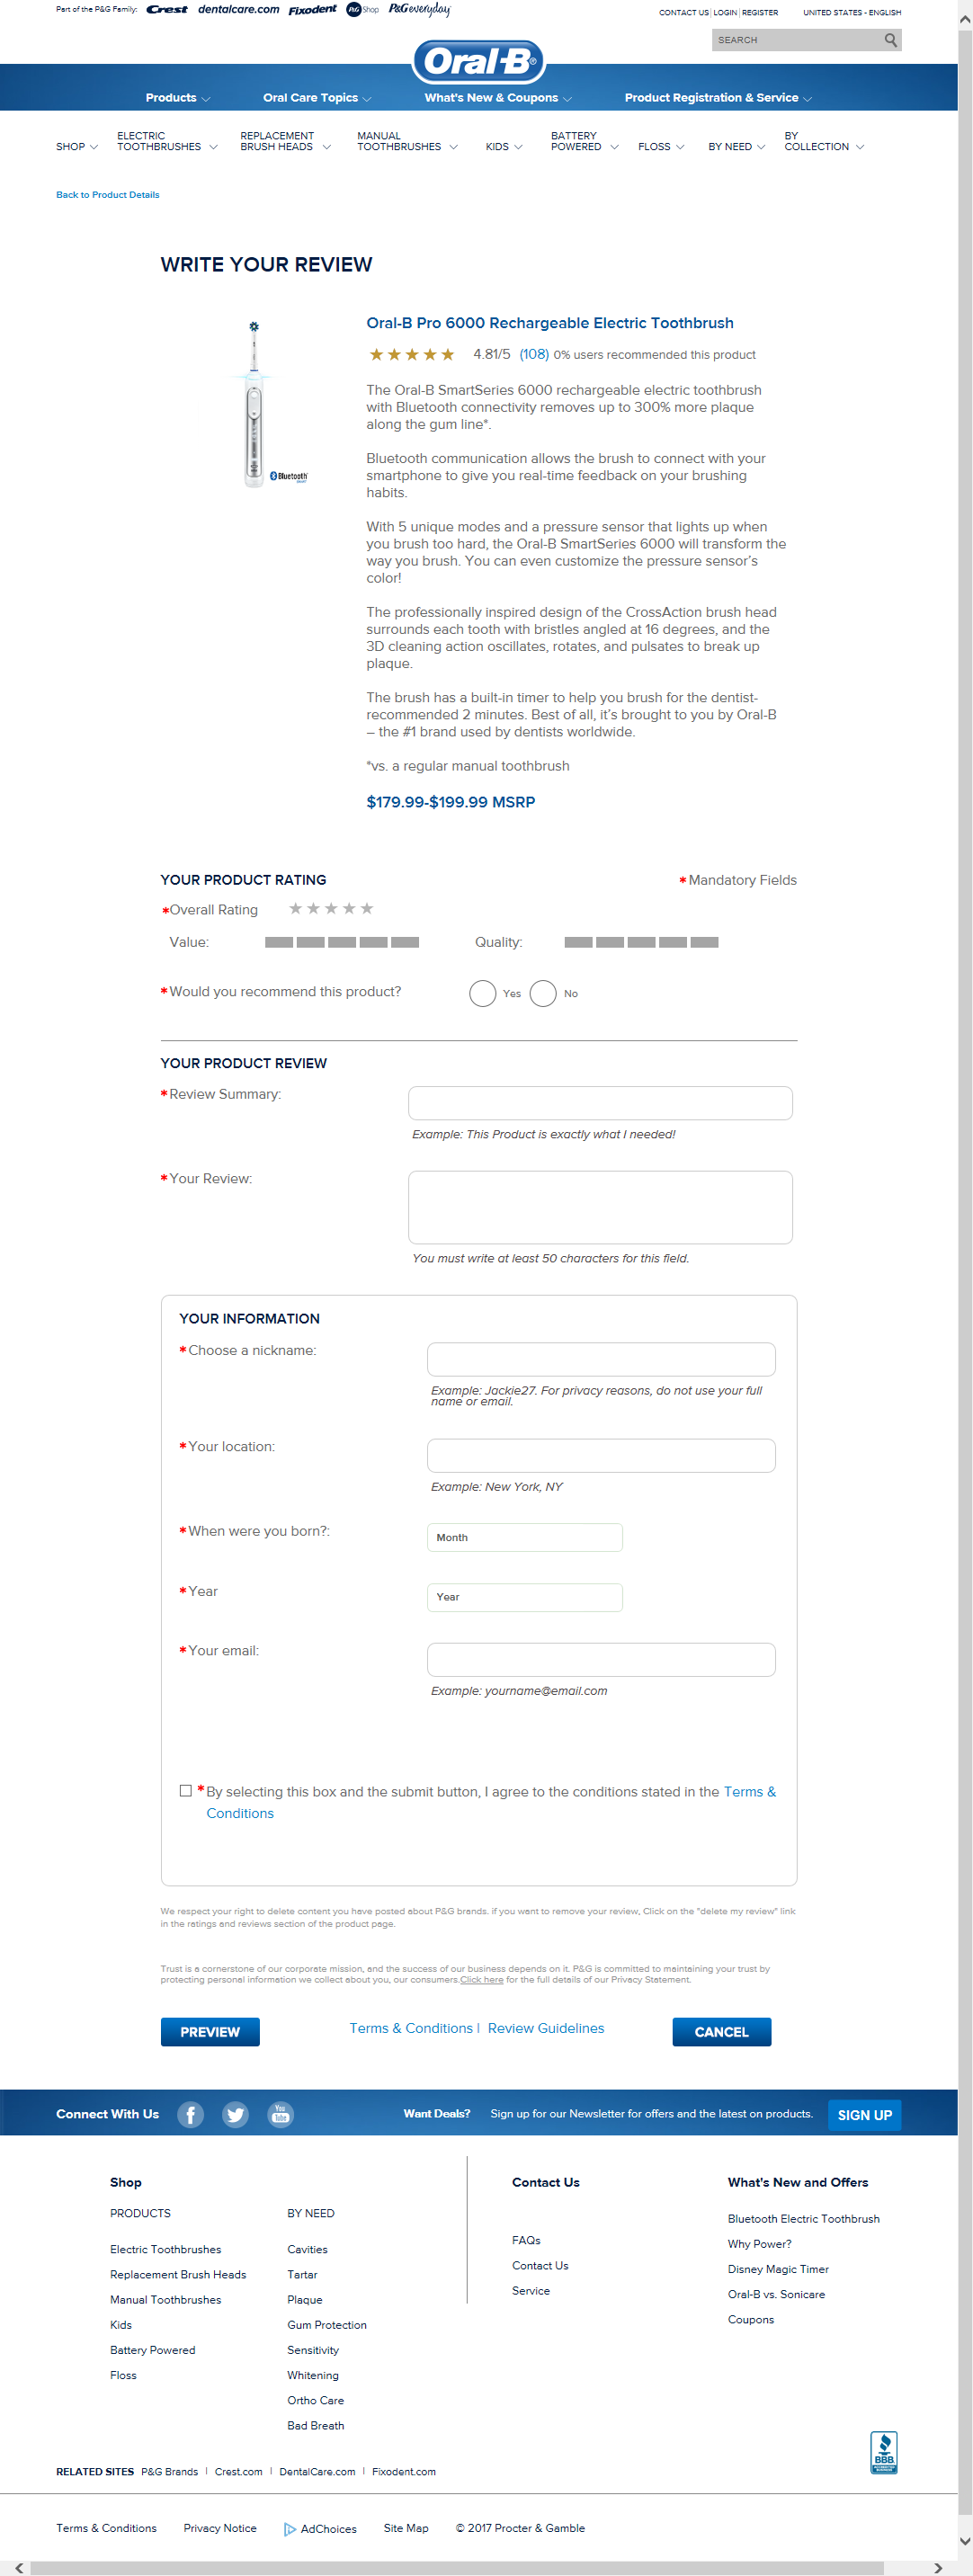 Part of the P&G Family: Crest dentalcare.com Fixodent P&G Shop P&G everyday
CONTACT US | LOGIN | REGISTER UNITED STATES - ENGLISH
SEARCH
Oral-B®
Products Oral Care Topics What's New & Coupons Product Registration & Service
SHOP ELECTRIC TOOTHBRUSHES REPLACEMENT BRUSH HEADS MANUAL TOOTHBRUSHES KIDS BATTERY POWERED FLOSS BY NEED BY COLLECTION
Back to Product Details
WRITE YOUR REVIEW
Bluetooth
Oral-B Pro 6000 Rechargeable Electric Toothbrush
4.81/5 (108) 0% users recommended this product
The Oral-B SmartSeries 6000 rechargeable electric toothbrush
with Bluetooth connectivity removes up to 300% more plaque
along the gum line*.
Bluetooth communication allows the brush to connect with your
smartphone to give you real-time feedback on your brushing
habits.
With 5 unique modes and a pressure sensor that lights up when
you brush too hard, the Oral-B SmartSeries 6000 will transform the
way you brush. You can even customize the pressure sensor's
color!
The professionally inspired design of the CrossAction brush head
surrounds each tooth with bristles angled at 16 degrees, and the
3D cleaning action oscillates, rotates, and pulsates to break up
plaque.
The brush has a built-in timer to help you brush for the dentist-
recommended 2 minutes. Best of all, it's brought to you by Oral-B
– the #1 brand used by dentists worldwide.
*vs. a regular manual toothbrush
$179.99-$199.99 MSRP
YOUR PRODUCT RATING
* Mandatory Fields
*Overall Rating
Value: Quality:
*Would you recommend this product? Yes No
YOUR PRODUCT REVIEW
*Review Summary:
Example: This Product is exactly what I needed!
*Your Review:
You must write at least 50 characters for this field.
YOUR INFORMATION
*Choose a nickname:
Example: Jackie27. For privacy reasons, do not use your full
name or email.
*Your location:
Example: New York, NY
*When were you born?: Month
*Year Year
*Your email:
Example: yourname@email.com
*By selecting this box and the submit button, I agree to the conditions stated in the Terms &
Conditions
We respect your right to delete content you have posted about P&G brands. if you want to remove your review, Click on the "delete my review" link
in the ratings and reviews section of the product page.
Trust is a cornerstone of our corporate mission, and the success of our business depends on it. P&G is committed to maintaining your trust by
protecting personal information we collect about you, our consumers.Click here for the full details of our Privacy Statement.
PREVIEW Terms & Conditions | Review Guidelines CANCEL
Connect With Us f You Tube Want Deals? Sign up for our Newsletter for offers and the latest on products. SIGN UP
Shop
PRODUCTS
Electric Toothbrushes
Replacement Brush Heads
Manual Toothbrushes
Kids
Battery Powered
Floss
BY NEED
Cavities
Tartar
Plaque
Gum Protection
Sensitivity
Whitening
Ortho Care
Bad Breath
Contact Us
FAQs
Contact Us
Service
What's New and Offers
Bluetooth Electric Toothbrush
Why Power?
Disney Magic Timer
Oral-B vs. Sonicare
Coupons
BBB
RELATED SITES P&G Brands | Crest.com | DentalCare.com | Fixodent.com
Terms & Conditions Privacy Notice AdChoices Site Map © 2017 Procter & Gamble